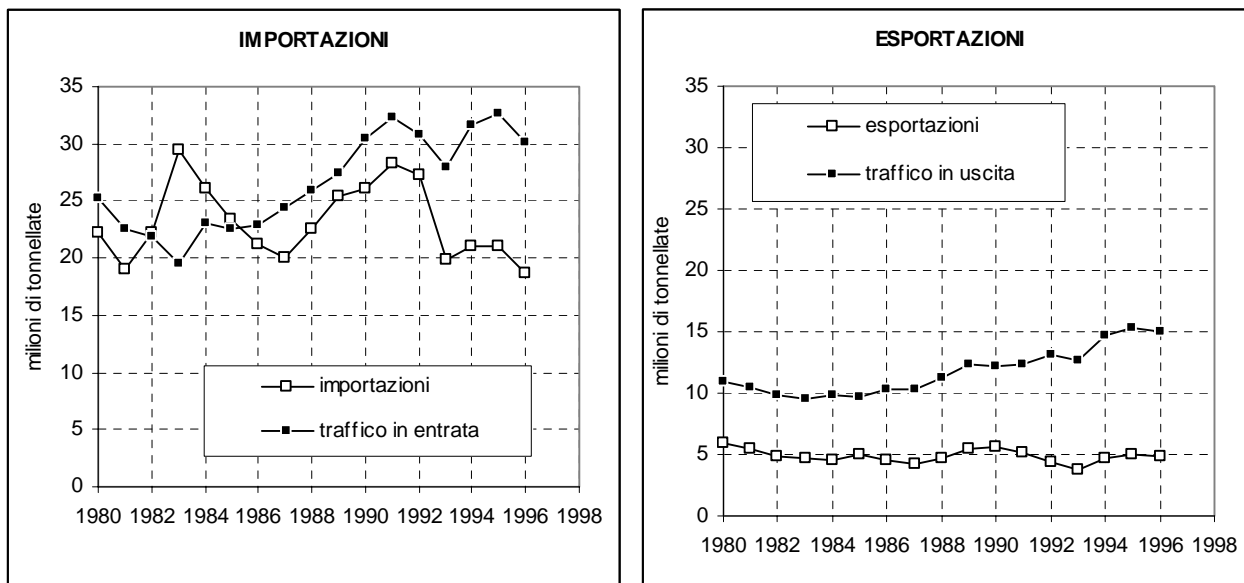 IMPORTAZIONI
35
30
25
20
15
10
5
0
milioni di tonnellate
importazioni
traffico in entrata
1980 1982 1984 1986 1988 1990 1992 1994 1996 1998
ESPORTAZIONI
35
30
25
20
15
10
5
0
milioni di tonnellate
esportazioni
traffico in uscita
1980 1982 1984 1986 1988 1990 1992 1994 1996 1998